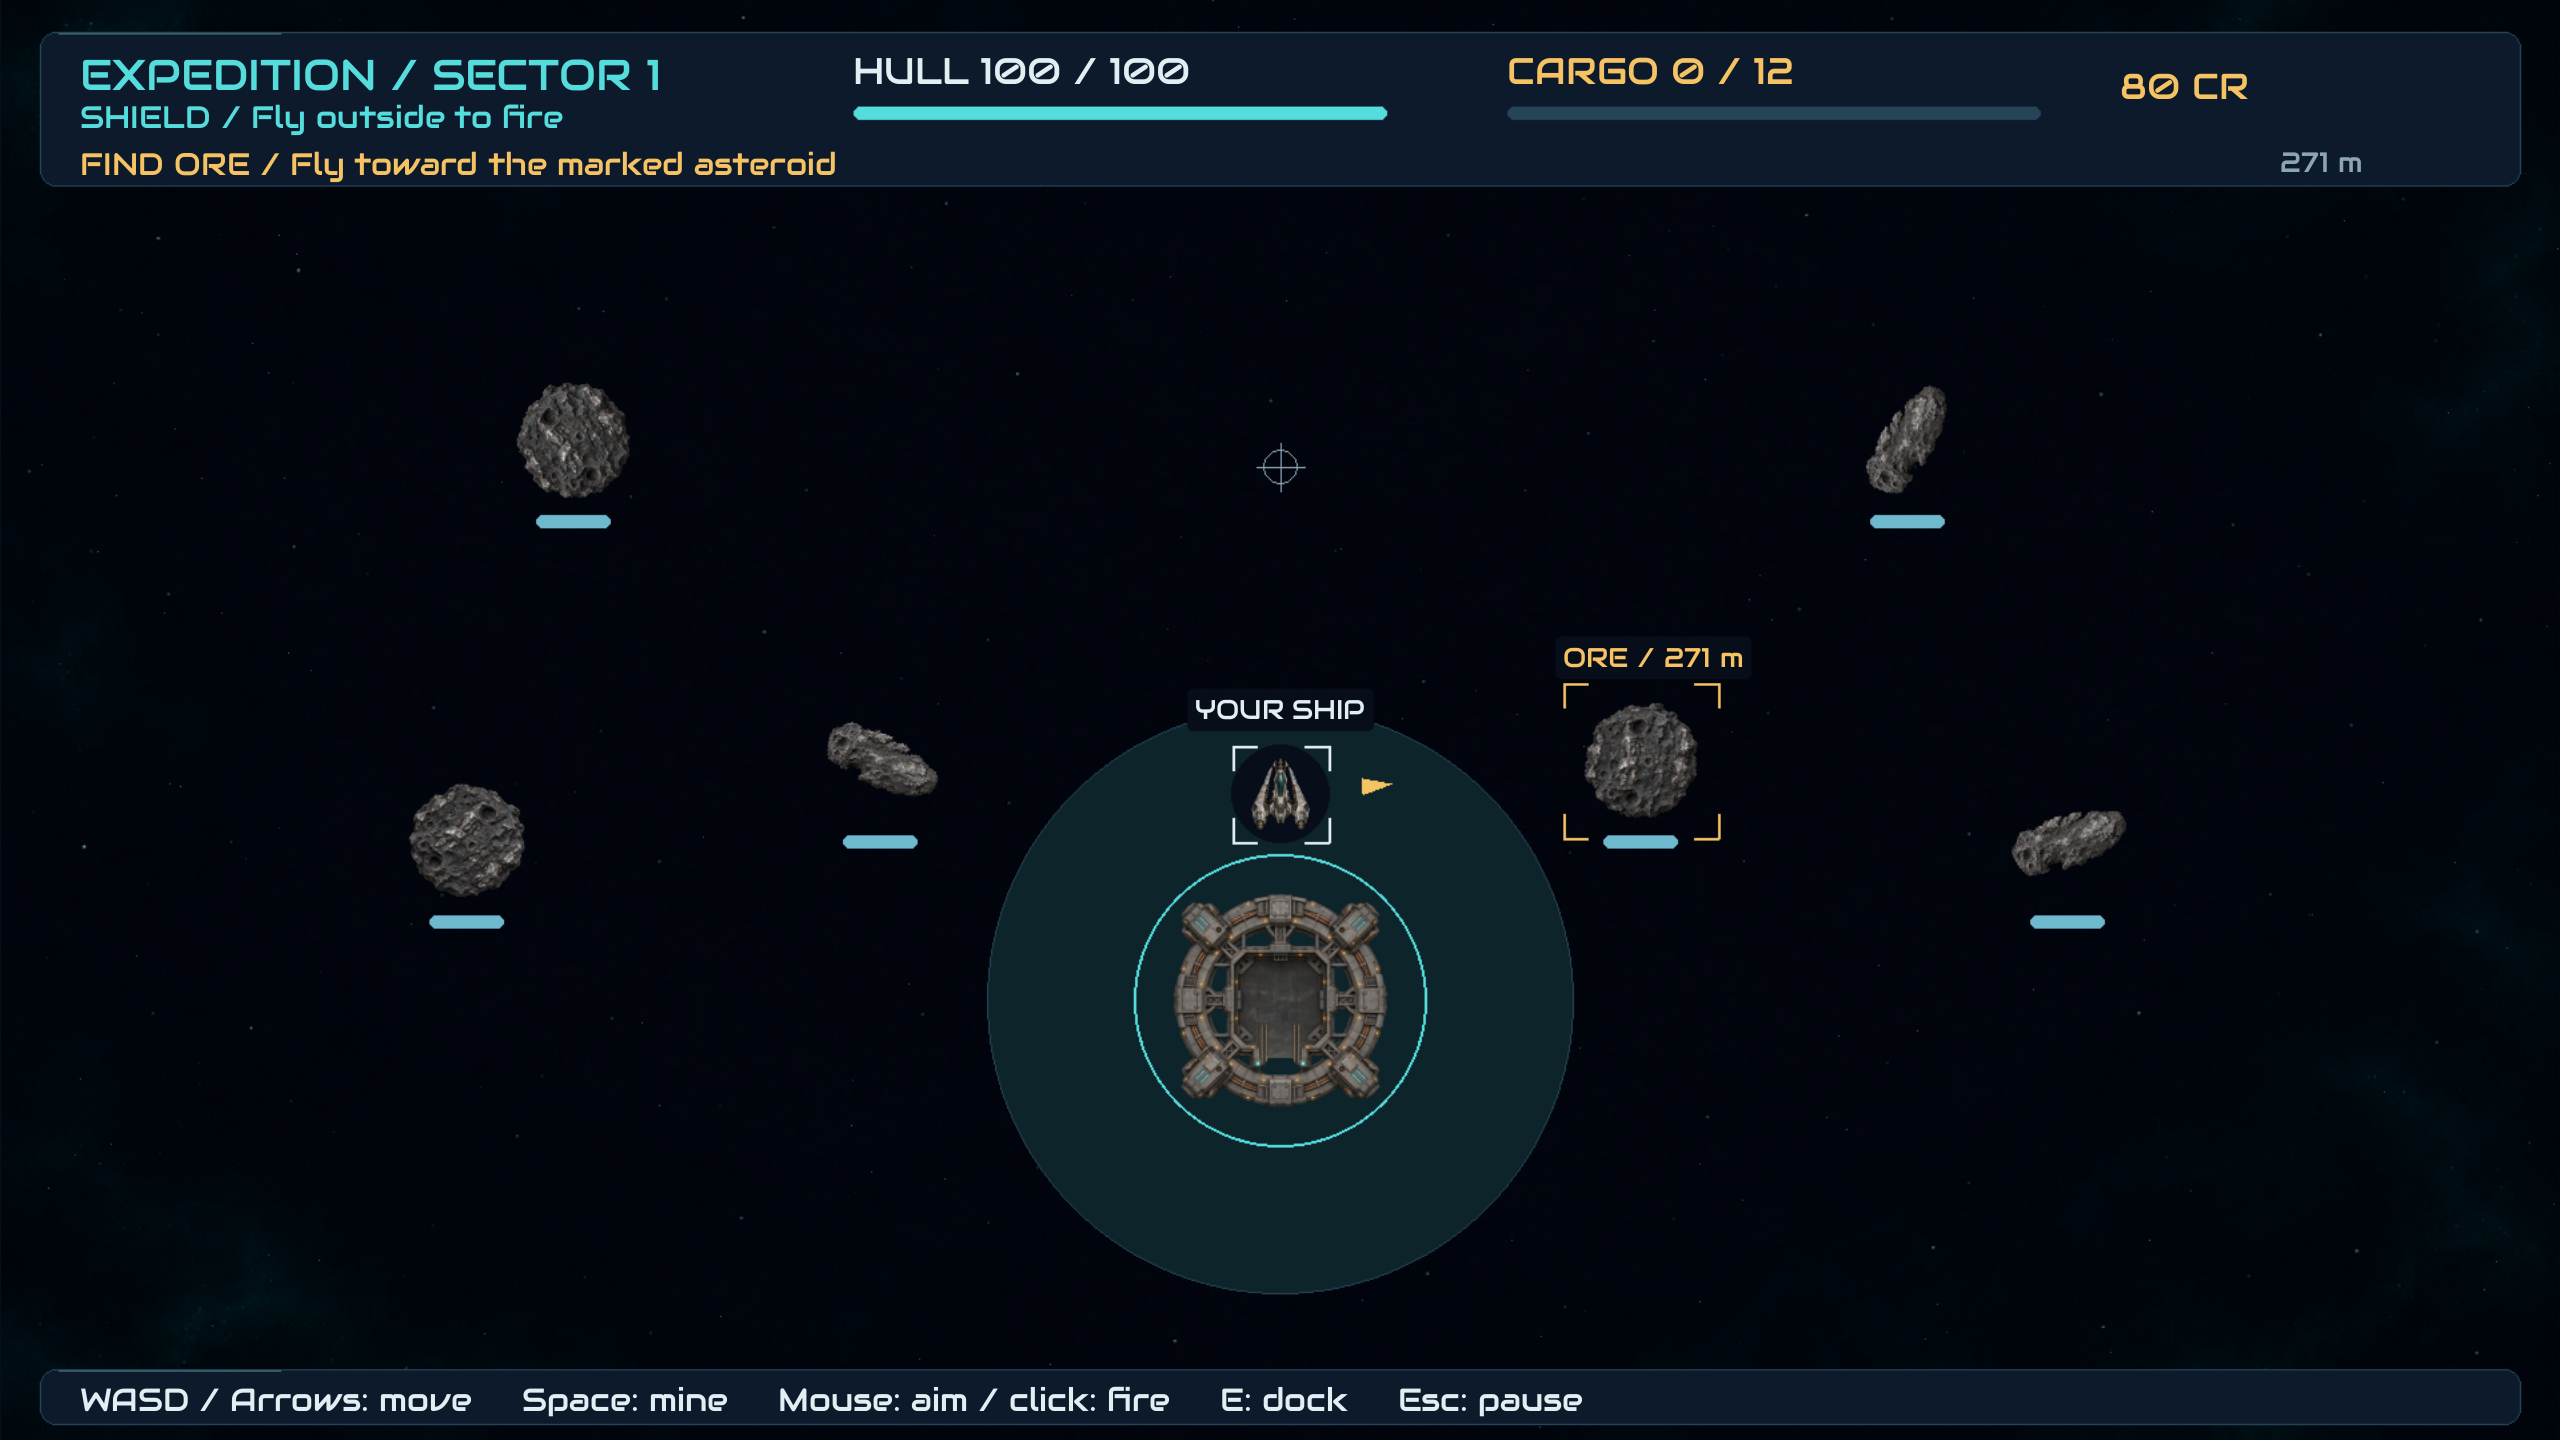 EXPEDITION / SECTOR 1
SHIELD / Fly outside to fire
FIND ORE / Fly toward the marked asteroid
HULL 100 / 100
CARGO 0 / 12
80 CR
271 m
ORE / 271 m
YOUR SHIP
WASD / Arrows: move Space: mine Mouse: aim / click: fire E: dock Esc: pause